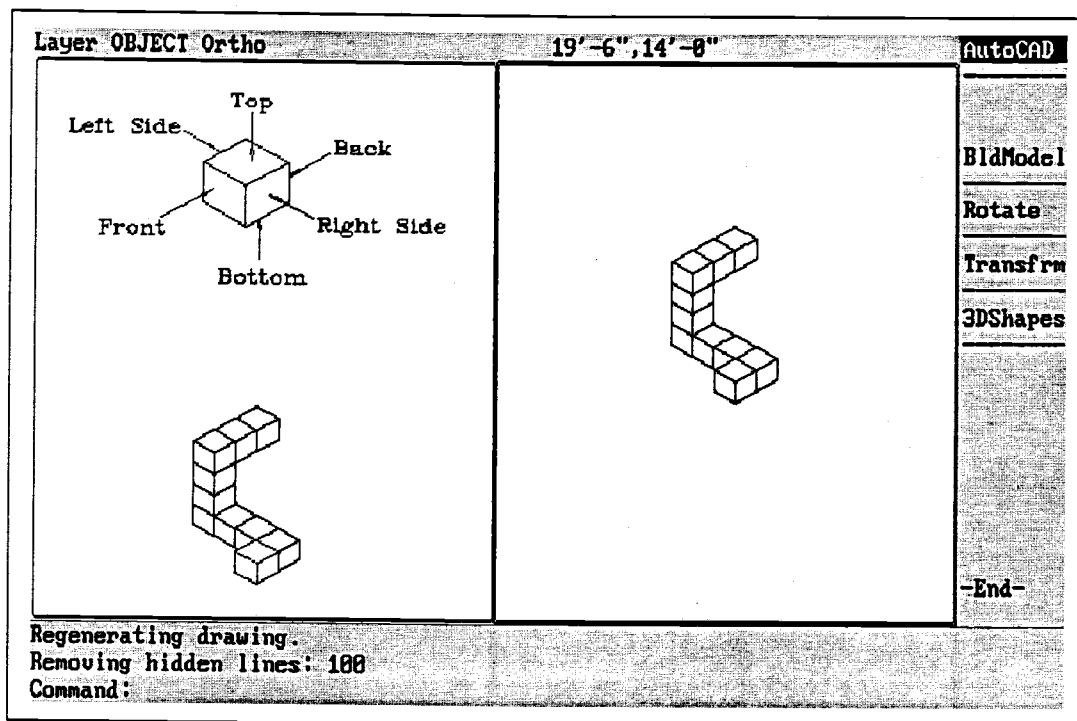 Layer OBJECT Ortho 19'-6",14'-0" AutoCAD
Top
Left Side
Back
Front
Right Side
Bottom
BldModel
Rotate
Transfrm
3DShapes
-End-
Regenerating drawing.
Removing hidden lines: 100
Command: